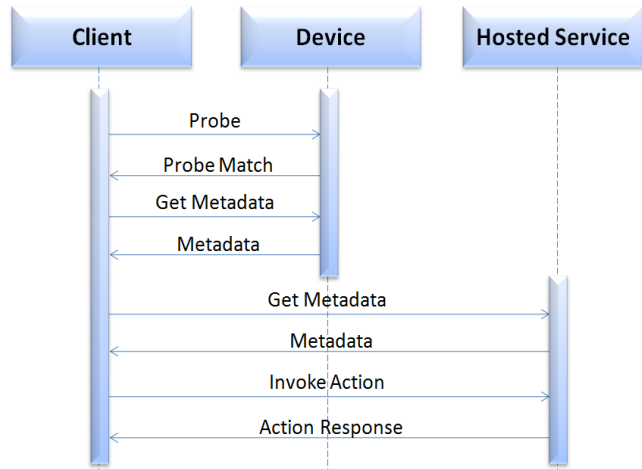 Client
Device
Hosted Service
Probe
Probe Match
Get Metadata
Metadata
Get Metadata
Metadata
Invoke Action
Action Response